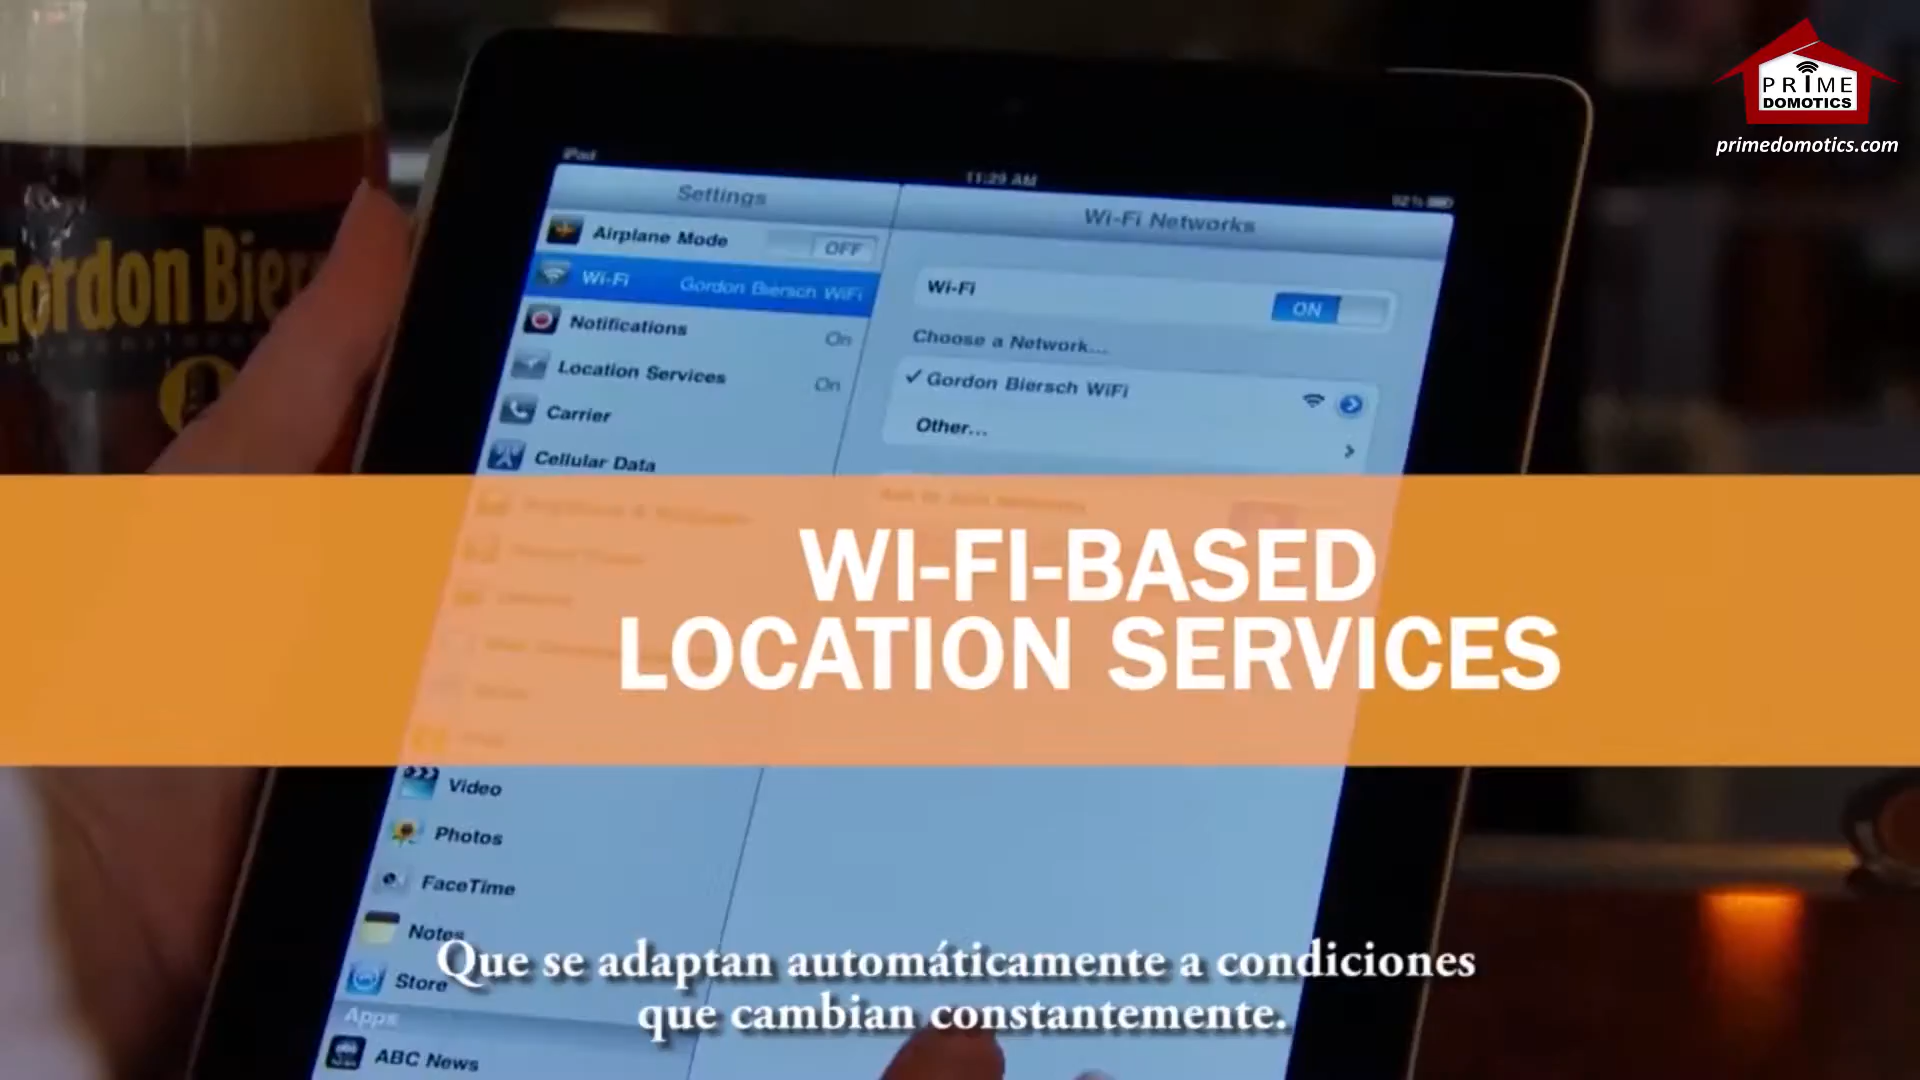 PRIME
DOMOTICS
primedomotics.com
iPad
11:29 AM
92%
Settings
Wi-Fi Networks
Airplane Mode OFF
Wi-Fi Gordon Biersch WiFi
Notifications On
Location Services On
Carrier
Cellular Data
Wi-Fi ON
Choose a Network...
✓ Gordon Biersch WiFi
Other...
Gordon Bier
WI-FI-BASED
LOCATION SERVICES
Video
Photos
FaceTime
Notes
Store
Apps
ABC News
Que se adaptan automáticamente a condiciones
que cambian constantemente.